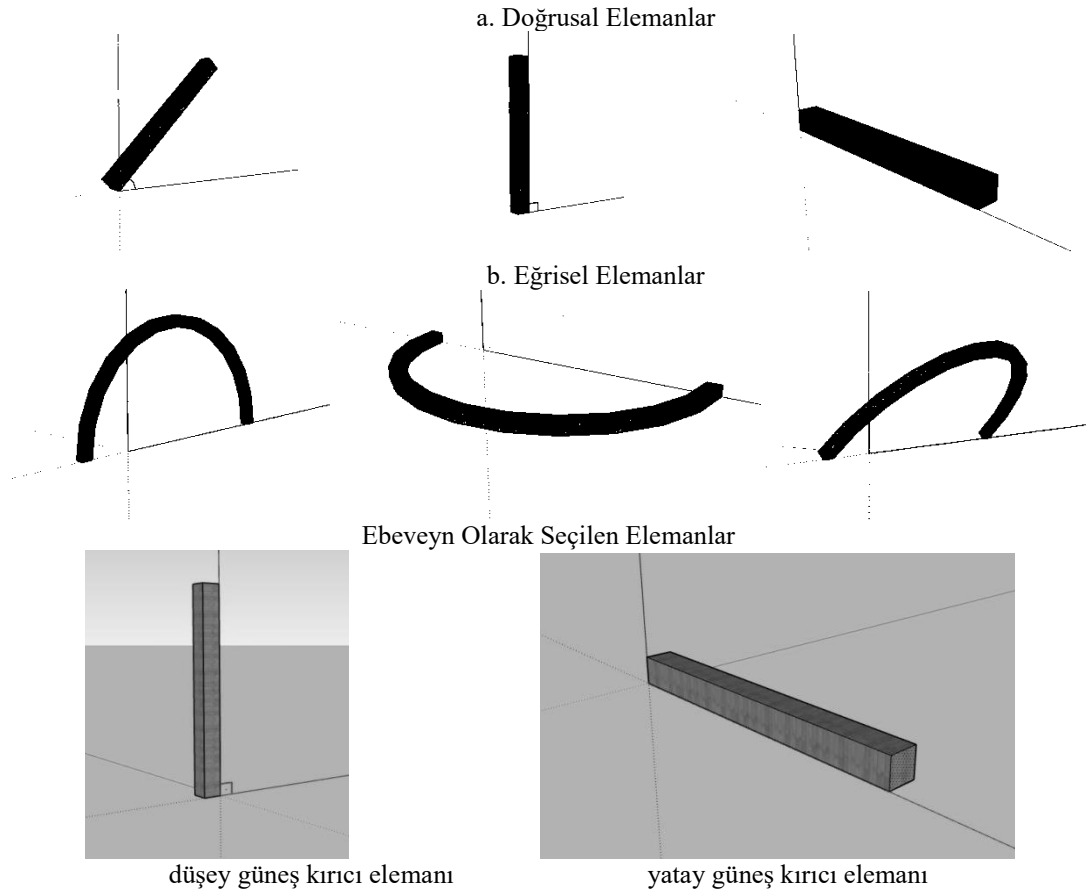 a. Doğrusal Elemanlar
b. Eğrisel Elemanlar
Ebeveyn Olarak Seçilen Elemanlar
düşey güneş kırıcı elemanı
yatay güneş kırıcı elemanı